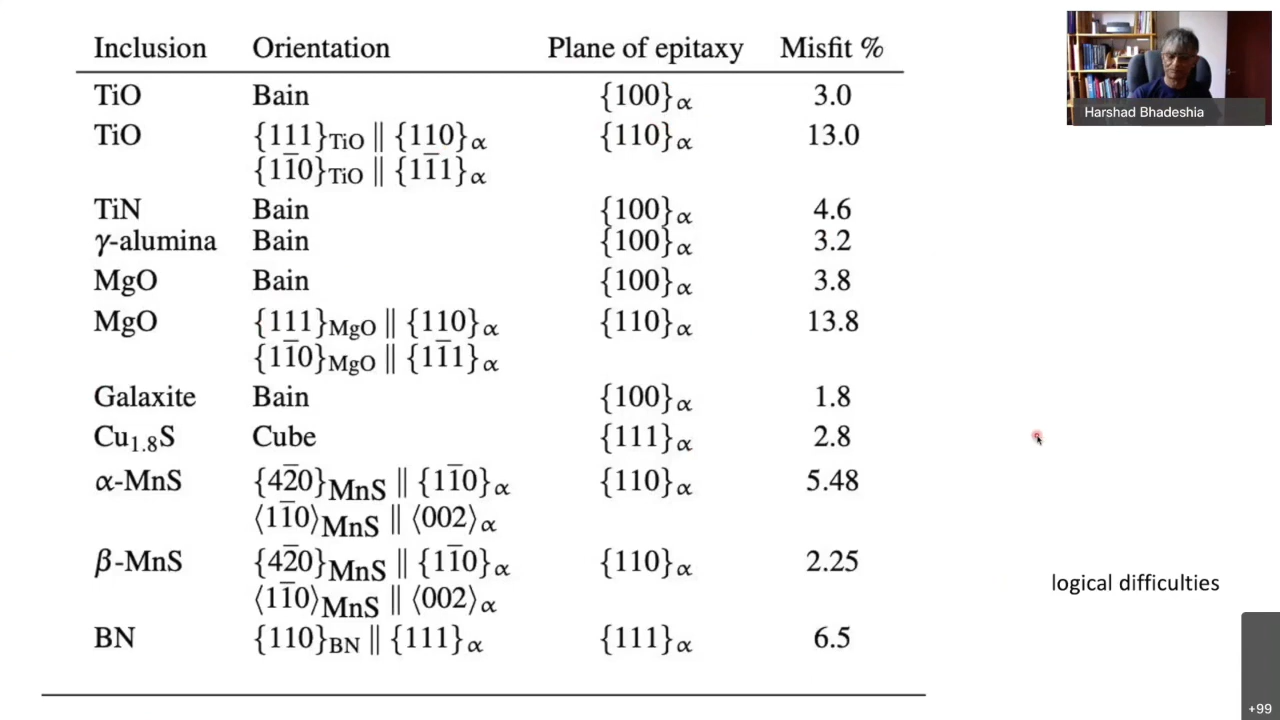 Inclusion Orientation Plane of epitaxy Misfit %
TiO Bain {100}α 3.0
TiO {111}TiO ∥ {110}α {110}α 13.0
{11̅0}TiO ∥ {11̅1}α
TiN Bain {100}α 4.6
γ-alumina Bain {100}α 3.2
MgO Bain {100}α 3.8
MgO {111}MgO ∥ {110}α {110}α 13.8
{11̅0}MgO ∥ {11̅1}α
Galaxite Bain {100}α 1.8
Cu1.8S Cube {111}α 2.8
α-MnS {42̅0}MnS ∥ {11̅0}α {110}α 5.48
⟨11̅0⟩MnS ∥ ⟨002⟩α
β-MnS {42̅0}MnS ∥ {11̅0}α {110}α 2.25
⟨11̅0⟩MnS ∥ ⟨002⟩α
BN {110}BN ∥ {111}α {111}α 6.5
Harshad Bhadeshia
logical difficulties
+99